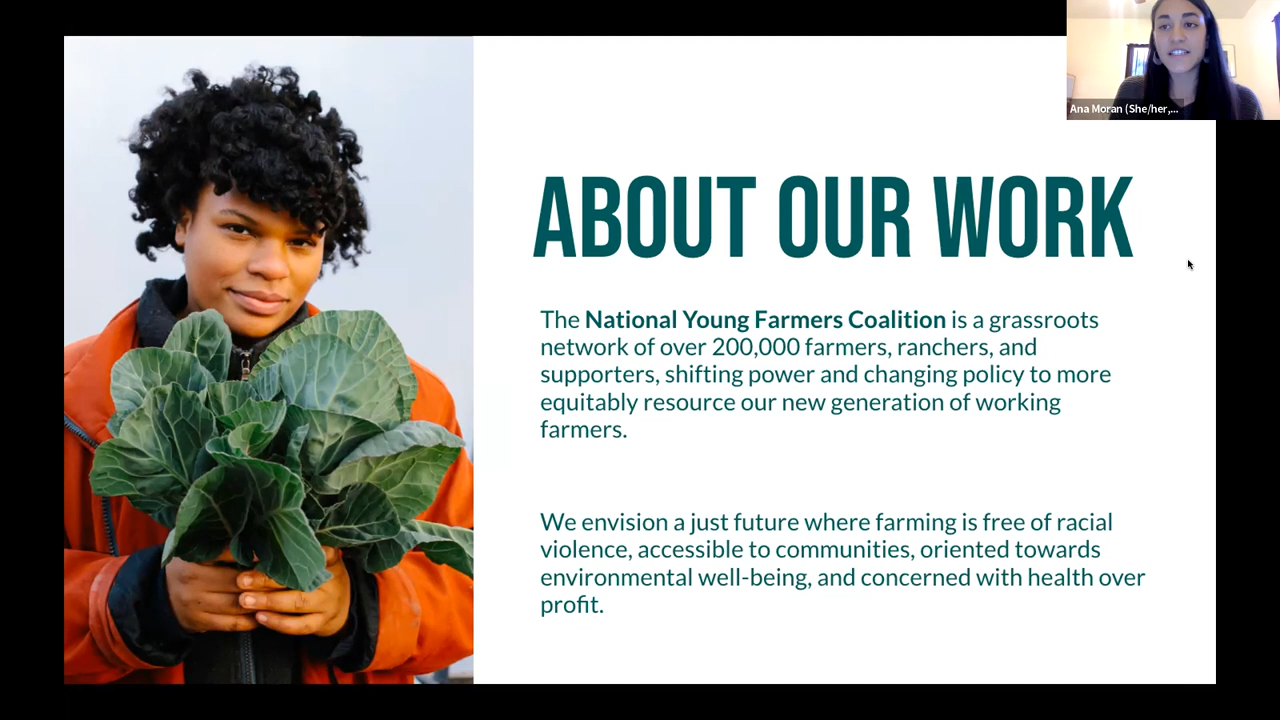 Ana Moran (She/her,...
ABOUT OUR WORK
The National Young Farmers Coalition is a grassroots
network of over 200,000 farmers, ranchers, and
supporters, shifting power and changing policy to more
equitably resource our new generation of working
farmers.
We envision a just future where farming is free of racial
violence, accessible to communities, oriented towards
environmental well-being, and concerned with health over
profit.